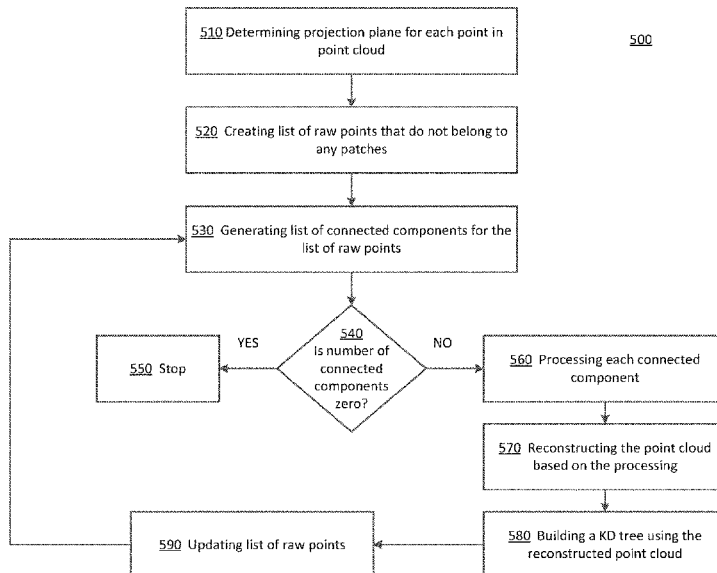 510 Determining projection plane for each point in
point cloud
500
520 Creating list of raw points that do not belong to
any patches
530 Generating list of connected components for the
list of raw points
YES
540
Is number of
connected
components
zero?
NO
550 Stop
560 Processing each connected
component
570 Reconstructing the point cloud
based on the processing
580 Building a KD tree using the
reconstructed point cloud
590 Updating list of raw points